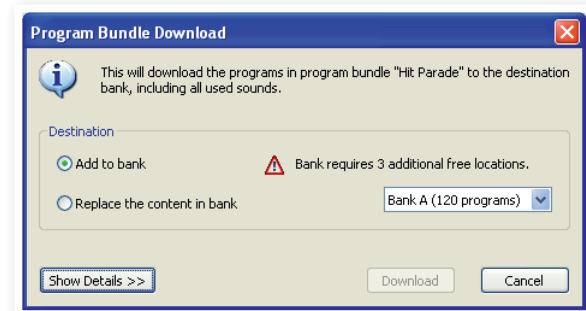 Program Bundle Download
This will download the programs in program bundle "Hit Parade" to the destination
bank, including all used sounds.
Destination
Add to bank
Bank requires 3 additional free locations.
Replace the content in bank
Bank A (120 programs)
Show Details >>
Download
Cancel